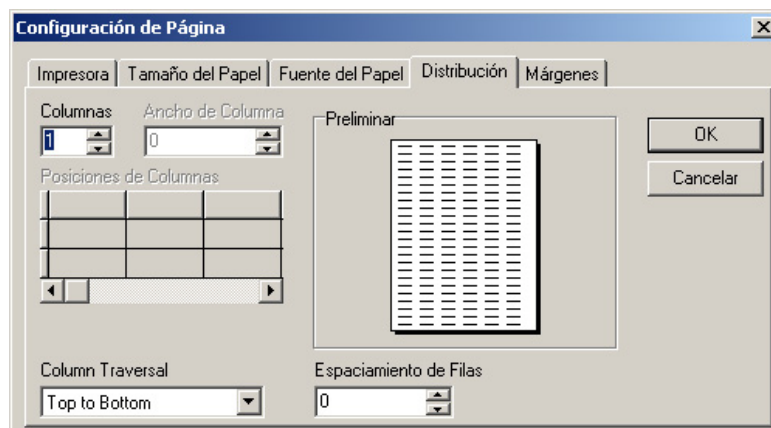 Configuración de Página
Impresora Tamaño del Papel Fuente del Papel Distribución Márgenes
Columnas Ancho de Columna
1 0
Posiciones de Columnas
Preliminar
OK
Cancelar
Column Traversal
Top to Bottom
Espaciamiento de Filas
0